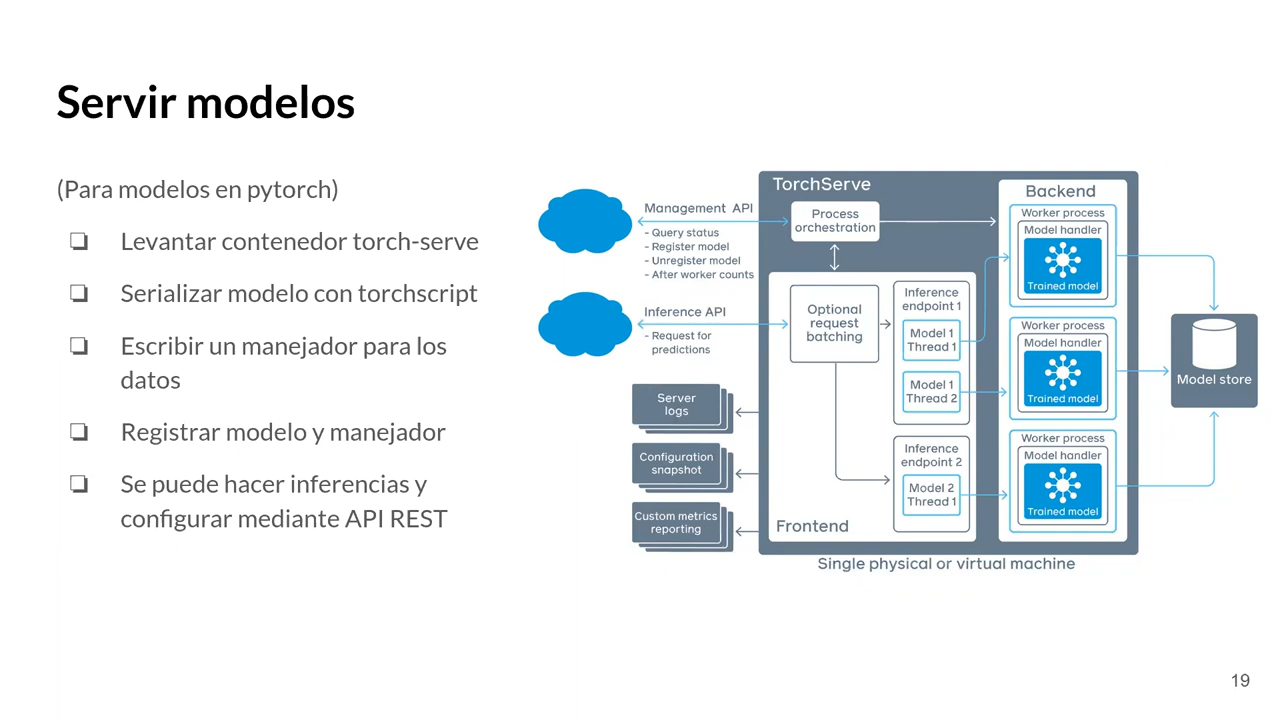 Servir modelos
(Para modelos en pytorch)
Levantar contenedor torch-serve
Serializar modelo con torchscript
Escribir un manejador para los
datos
Registrar modelo y manejador
Se puede hacer inferencias y
configurar mediante API REST
Management API
- Query status
- Register model
- Unregister model
- After worker counts
Inference API
- Request for
predictions
Server
logs
Configuration
snapshot
Custom metrics
reporting
TorchServe
Process
orchestration
Optional
request
batching
Inference
endpoint 1
Model 1
Thread 1
Model 1
Thread 2
Inference
endpoint 2
Model 2
Thread 1
Frontend
Backend
Worker process
Model handler
Trained model
Worker process
Model handler
Trained model
Worker process
Model handler
Trained model
Model store
Single physical or virtual machine
19